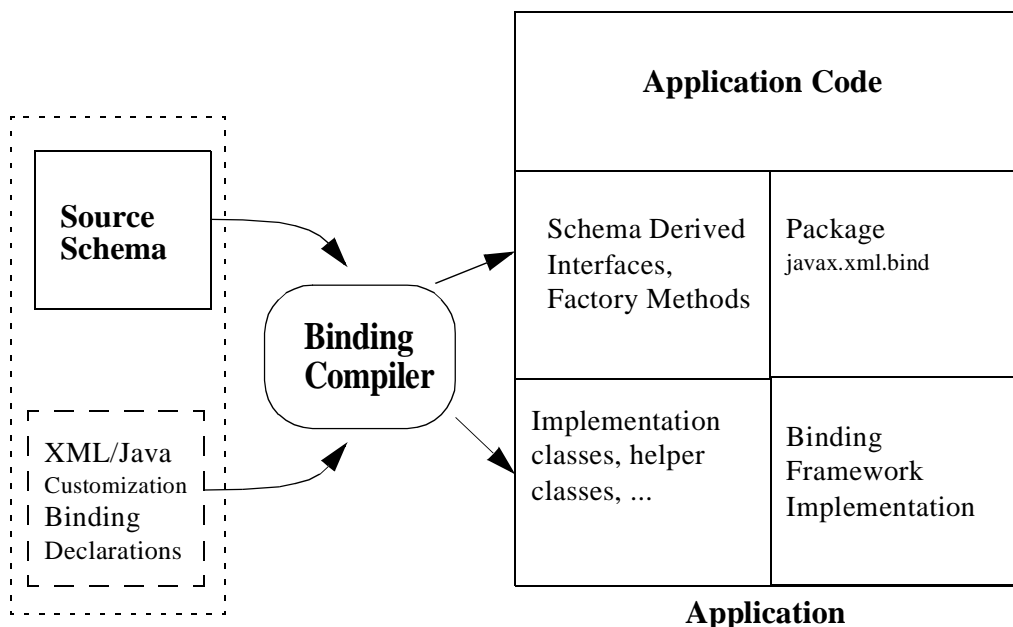 Application Code
Source
Schema
Schema Derived
Interfaces,
Factory Methods
Package
javax.xml.bind
Binding
Compiler
XML/Java
Customization
Binding
Declarations
Implementation
classes, helper
classes, ...
Binding
Framework
Implementation
Application